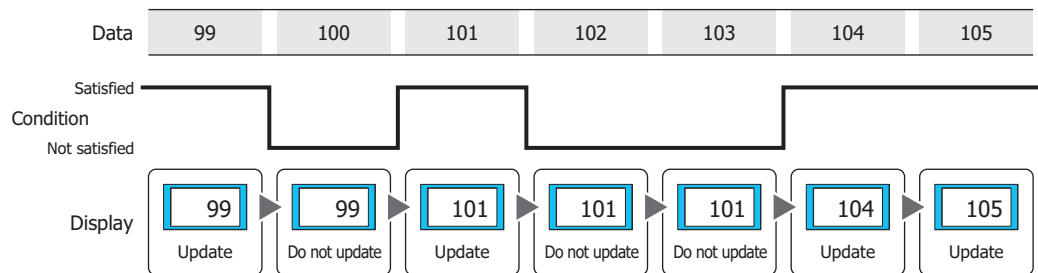 Data 99 100 101 102 103 104 105
Satisfied
Condition
Not satisfied
Display 99 99 101 101 101 104 105
Update Do not update Update Do not update Do not update Update Update